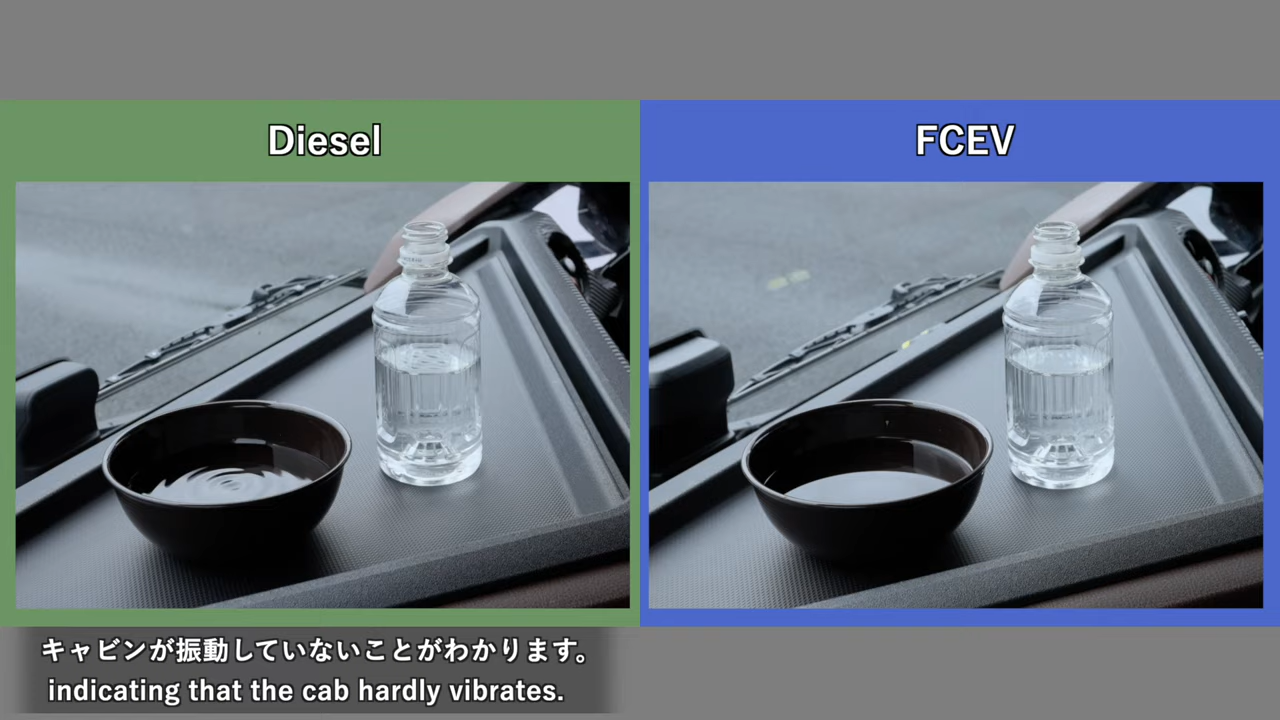 Diesel
FCEV
キャビンが振動していないことがわかります。
indicating that the cab hardly vibrates.